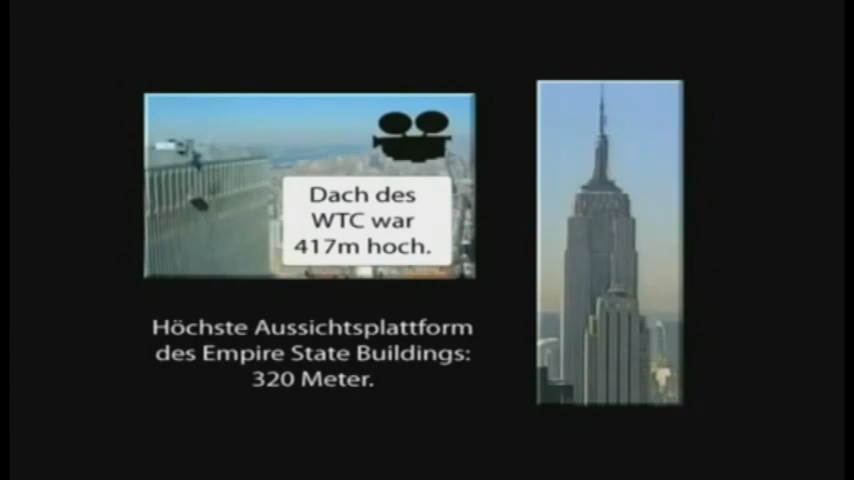 Dach des
WTC war
417m hoch.
Höchste Aussichtsplattform
des Empire State Buildings:
320 Meter.